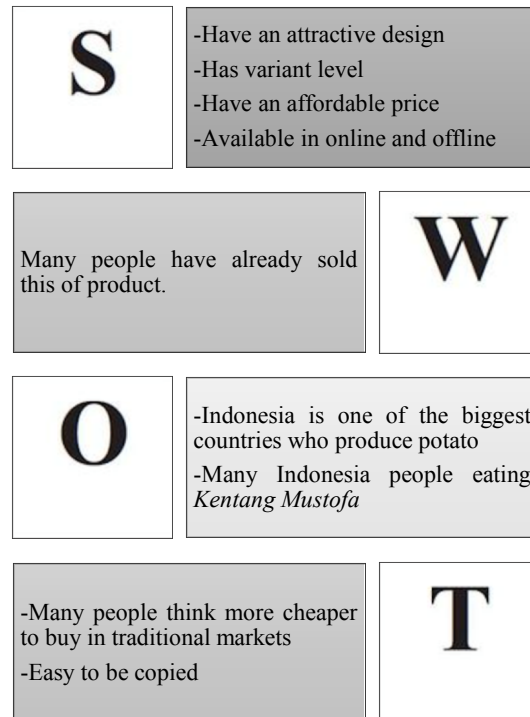 S
-Have an attractive design
-Has variant level
-Have an affordable price
-Available in online and offline
Many people have already sold
this of product.
W
O
-Indonesia is one of the biggest
countries who produce potato
-Many Indonesia people eating
Kentang Mustofa
-Many people think more cheaper
to buy in traditional markets
-Easy to be copied
T